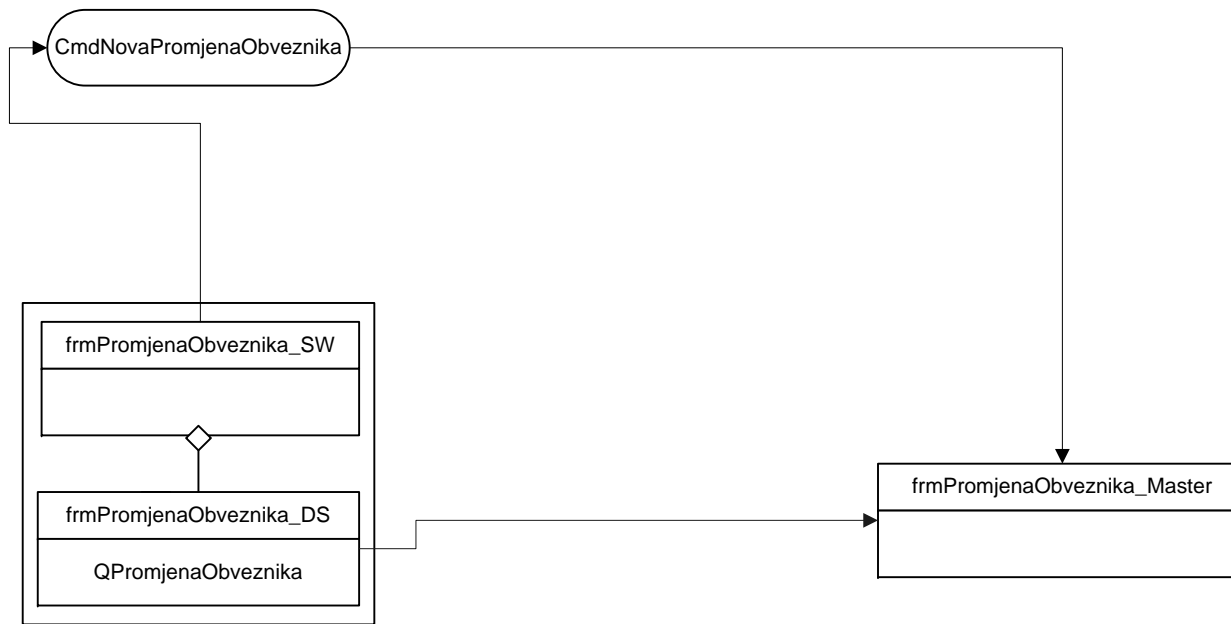 CmdNovaPromjenaObveznika
frmPromjenaObveznika_SW
frmPromjenaObveznika_DS
QPromjenaObveznika
frmPromjenaObveznika_Master